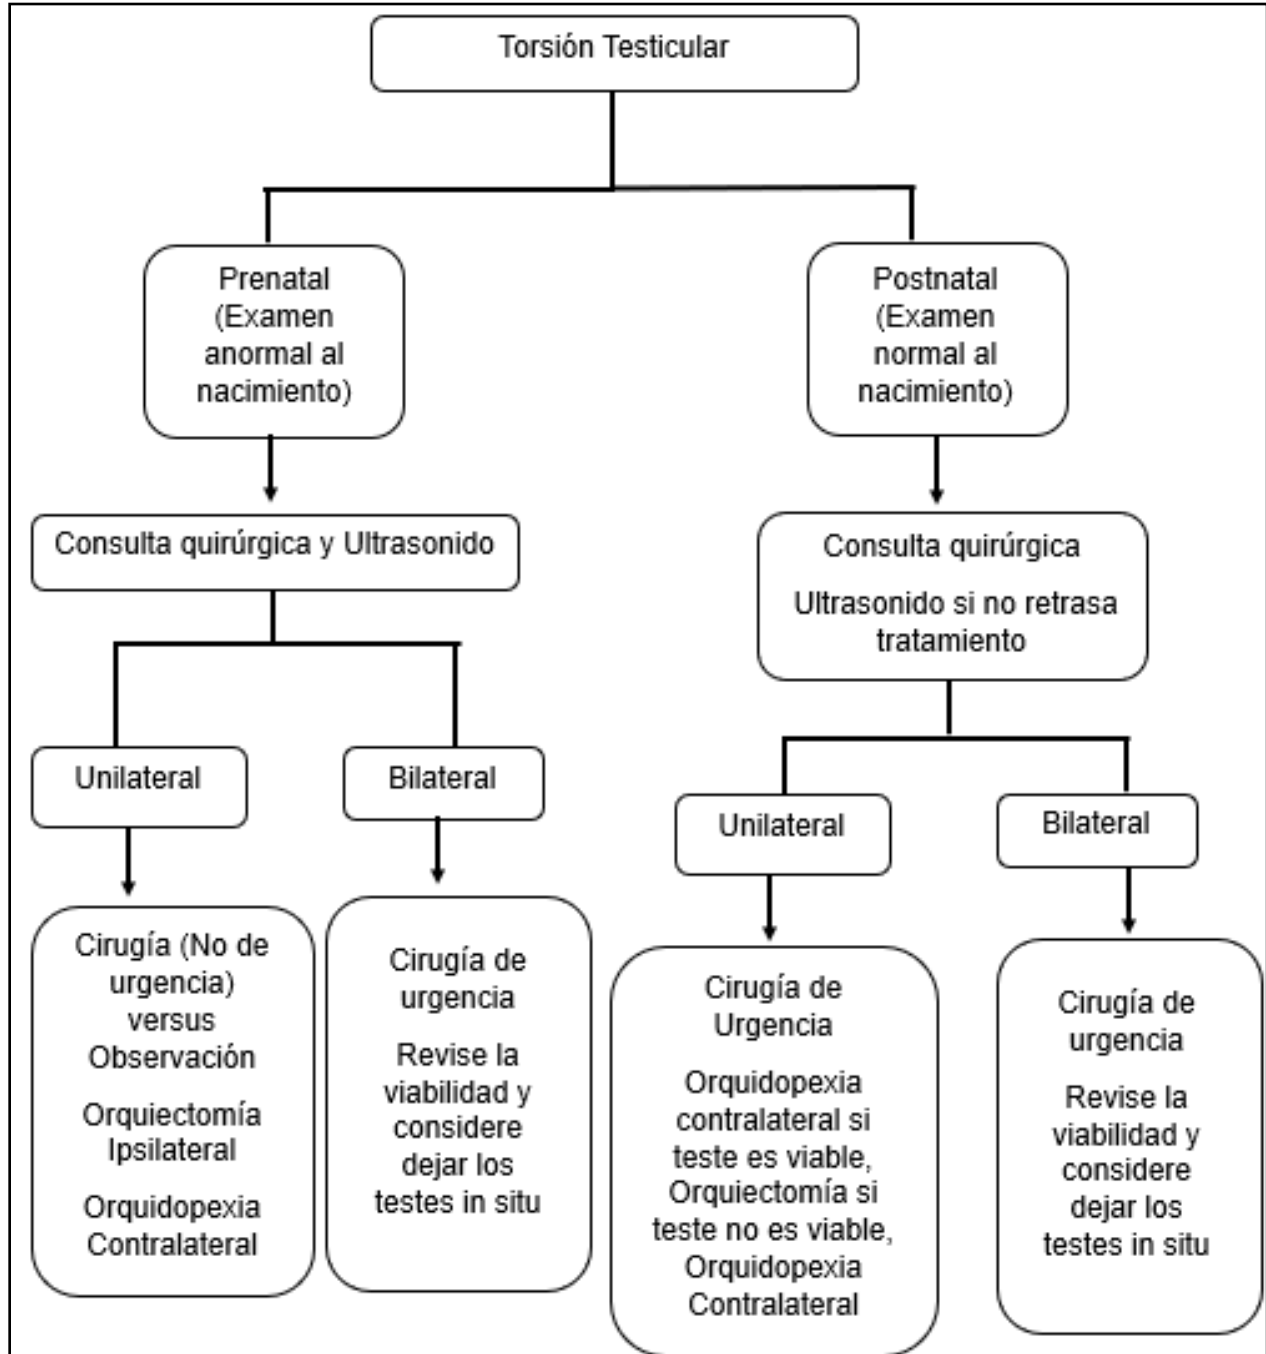 Torsión Testicular
Prenatal
(Examen
anormal al
nacimiento)
Postnatal
(Examen
normal al
nacimiento)
Consulta quirúrgica y Ultrasonido
Consulta quirúrgica
Ultrasonido si no retrasa
tratamiento
Unilateral
Bilateral
Unilateral
Bilateral
Cirugía (No de
urgencia)
versus
Observación
Orquiectomía
Ipsilateral
Orquidopexia
Contralateral
Cirugía de
urgencia
Revise la
viabilidad y
considere
dejar los
testes in situ
Cirugía de
Urgencia
Orquidopexia
contralateral si
teste es viable,
Orquiectomía si
teste no es viable,
Orquidopexia
Contralateral
Cirugía de
urgencia
Revise la
viabilidad y
considere
dejar los
testes in situ